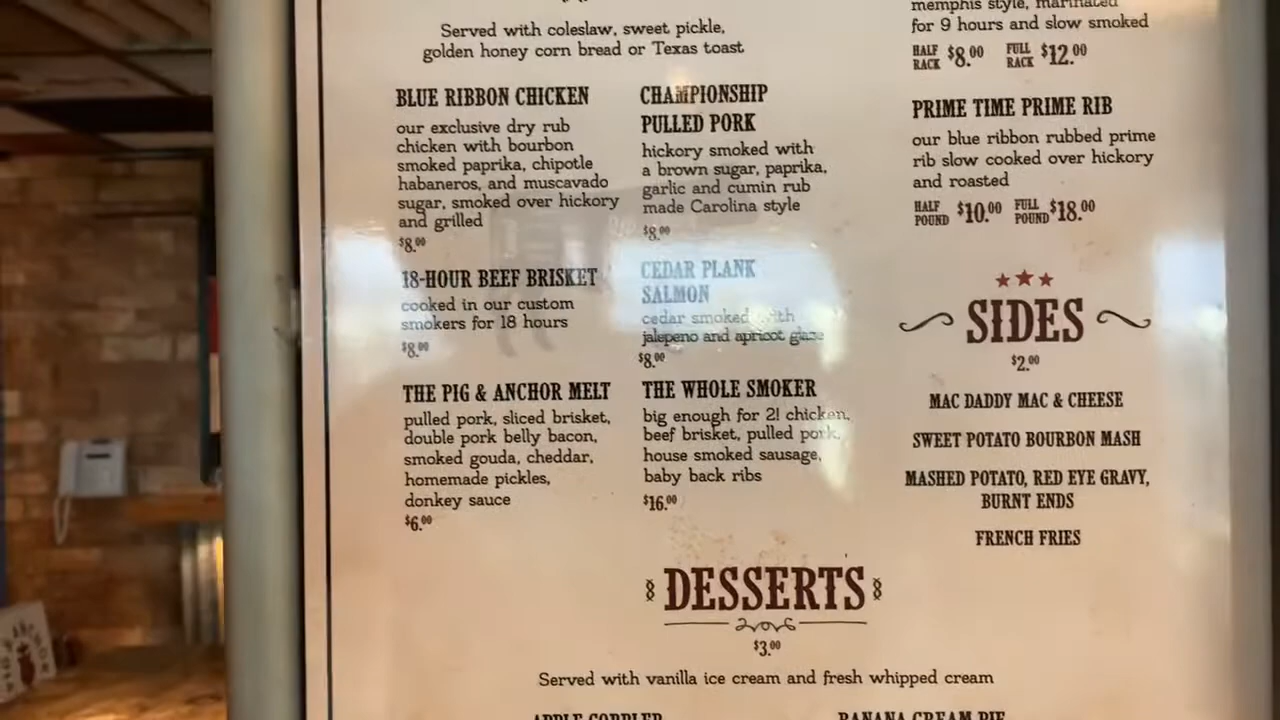 Served with coleslaw, sweet pickle,
golden honey corn bread or Texas toast
BLUE RIBBON CHICKEN
our exclusive dry rub
chicken with bourbon
smoked paprika, chipotle
habaneros, and muscavado
sugar, smoked over hickory
and grilled
$8.00
18-HOUR BEEF BRISKET
cooked in our custom
smokers for 18 hours
$8.00
THE PIG & ANCHOR MELT
pulled pork, sliced brisket,
double pork belly bacon,
smoked gouda, cheddar,
homemade pickles,
donkey sauce
$6.00
CHAMPIONSHIP
PULLED PORK
hickory smoked with
a brown sugar, paprika,
garlic and cumin rub
made Carolina style
$8.00
CEDAR PLANK
SALMON
cedar smoked with
jalepeno and apricot glaze
$8.00
THE WHOLE SMOKER
big enough for 2! chicken,
beef brisket, pulled pork,
house smoked sausage,
baby back ribs
$16.00
memphis style, marinated
for 9 hours and slow smoked
HALF RACK $8.00 FULL RACK $12.00
PRIME TIME PRIME RIB
our blue ribbon rubbed prime
rib slow cooked over hickory
and roasted
HALF POUND $10.00 FULL POUND $18.00
SIDES
$2.00
MAC DADDY MAC & CHEESE
SWEET POTATO BOURBON MASH
MASHED POTATO, RED EYE GRAVY,
BURNT ENDS
FRENCH FRIES
DESSERTS
$3.00
Served with vanilla ice cream and fresh whipped cream
APPLE COBBLER
BANANA CREAM PIE